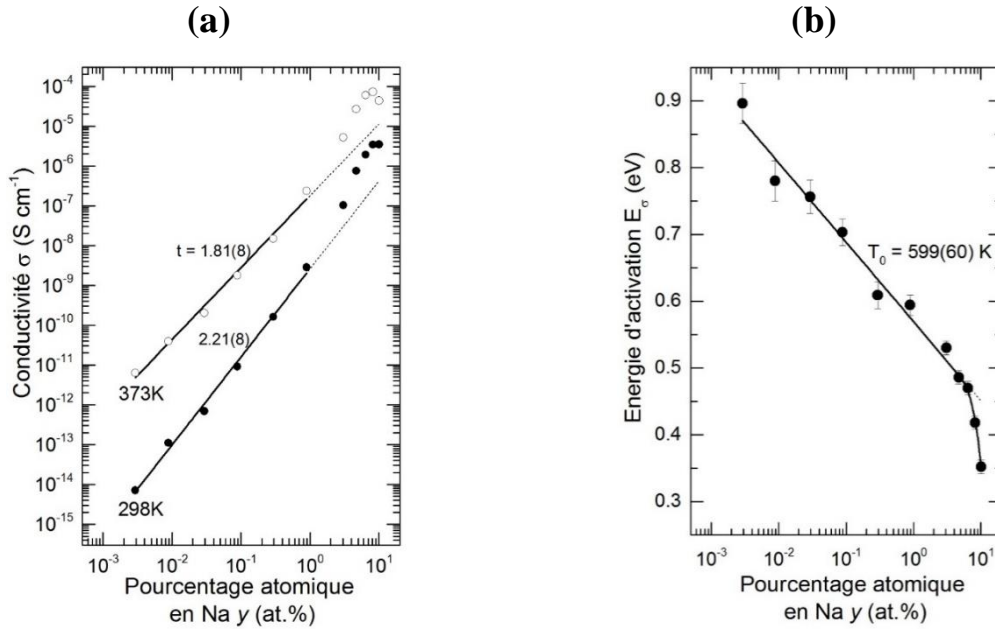 (a)
10⁻⁴
10⁻⁵
10⁻⁶
10⁻⁷
10⁻⁸
10⁻⁹
10⁻¹⁰
10⁻¹¹
10⁻¹²
10⁻¹³
10⁻¹⁴
10⁻¹⁵
Conductivité σ (S cm⁻¹)
t = 1.81(8)
2.21(8)
373K
298K
10⁻³ 10⁻² 10⁻¹ 10⁰ 10¹
Pourcentage atomique
en Na y (at.%)
(b)
0.9
0.8
0.7
0.6
0.5
0.4
0.3
Energie d'activation E_σ (eV)
T₀ = 599(60) K
10⁻³ 10⁻² 10⁻¹ 10⁰ 10¹
Pourcentage atomique
en Na y (at.%)